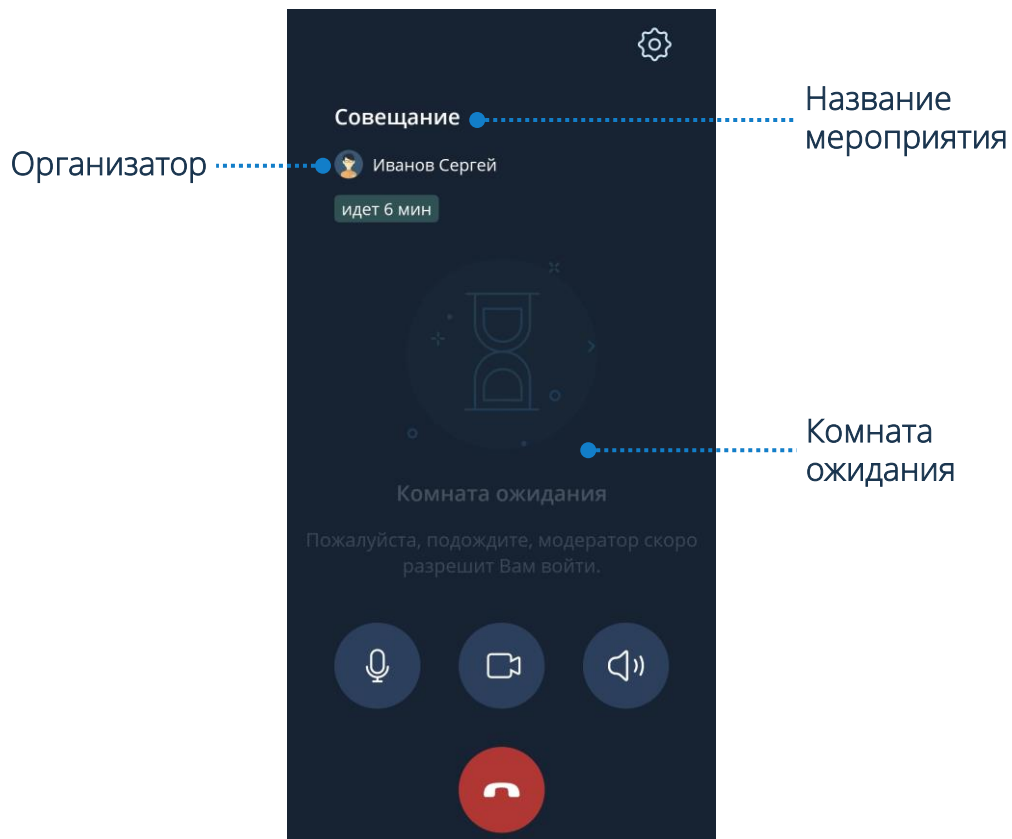 Совещание
Название
мероприятия
Организатор
Иванов Сергей
идет 6 мин
Комната
ожидания
Комната ожидания
Пожалуйста, подождите, модератор скоро
разрешит Вам войти.